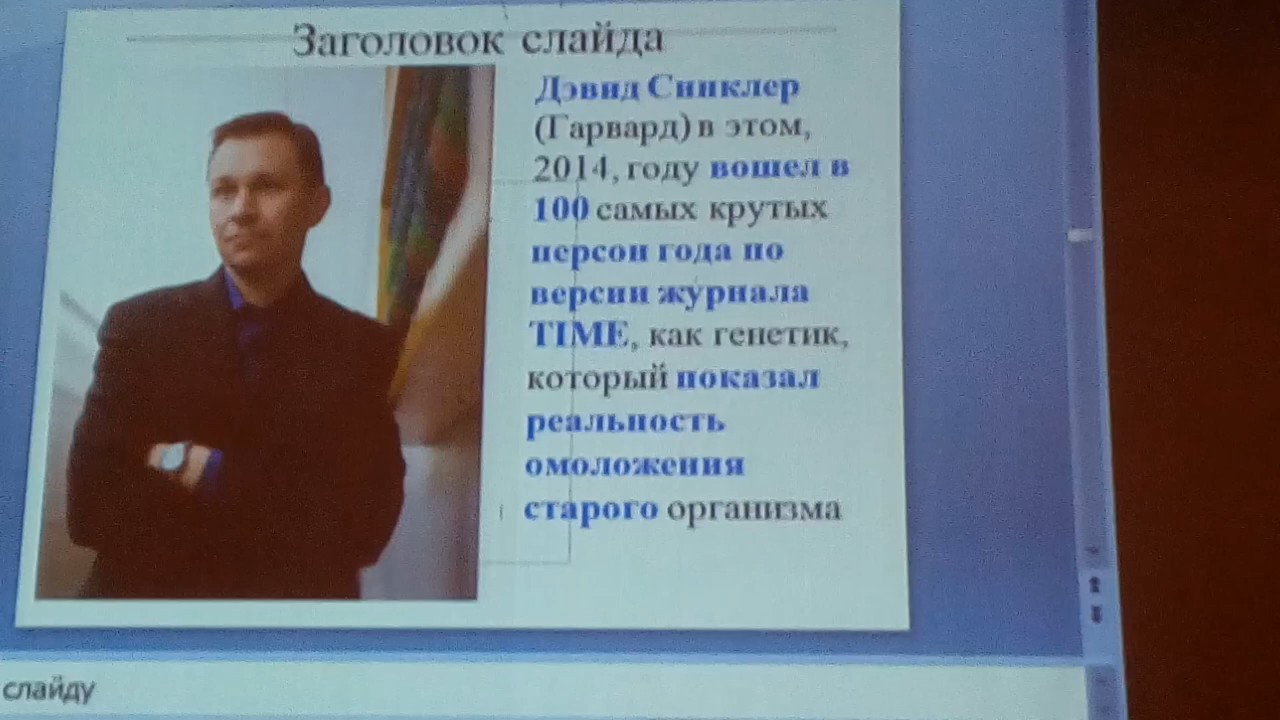 Заголовок слайда
Дэвид Синклер
(Гарвард) в этом,
2014, году вошел в
100 самых крутых
персон года по
версии журнала
TIME, как генетик,
который показал
реальность
омоложения
старого организма
слайду